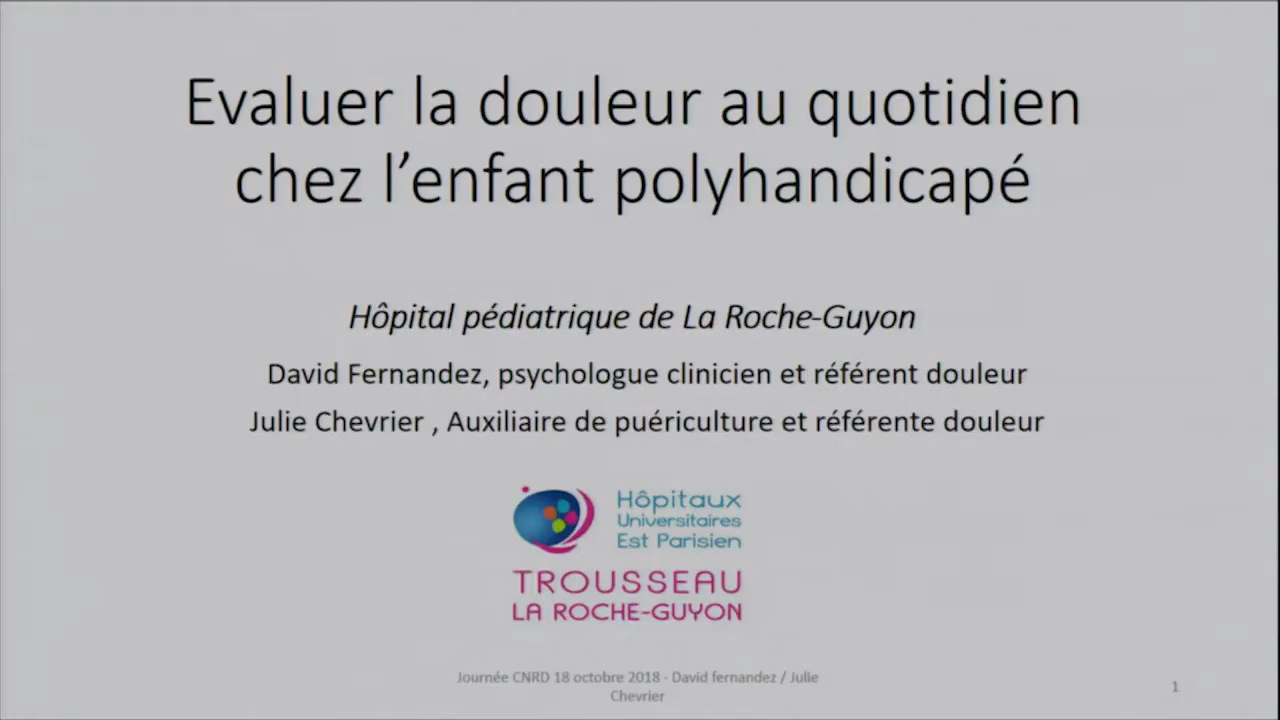 Evaluer la douleur au quotidien
chez l’enfant polyhandicapé
Hôpital pédiatrique de La Roche-Guyon
David Fernandez, psychologue clinicien et référent douleur
Julie Chevrier , Auxiliaire de puériculture et référente douleur
Hôpitaux
Universitaires
Est Parisien
TROUSSEAU
LA ROCHE-GUYON
Journée CNRD 18 octobre 2018 - David fernandez / Julie
Chevrier
1